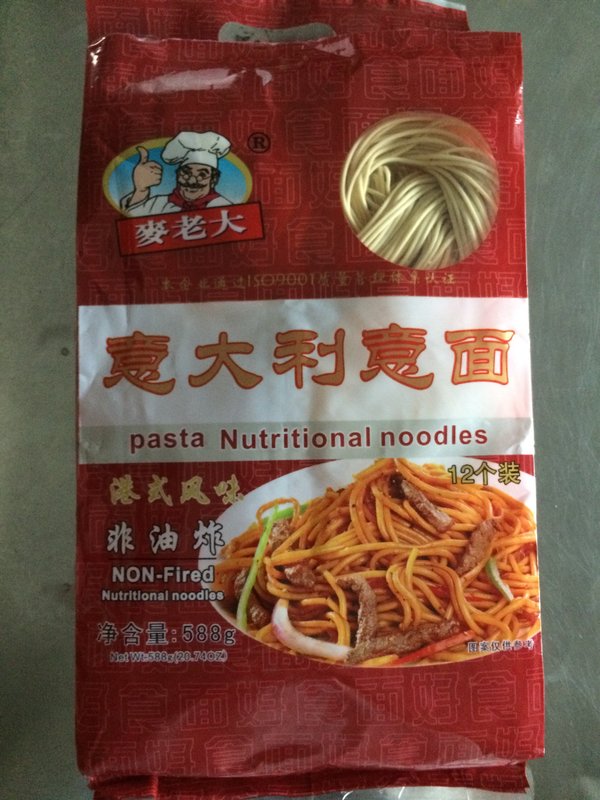 ®
麥老大
本企业通过ISO9001质量管理体系认证
意大利意面
pasta Nutritional noodles
12个装
港式风味
非油炸
NON-Fired
Nutritional noodles
净含量:588g
Net Wt:588g(20.74OZ)
图案仅供参考